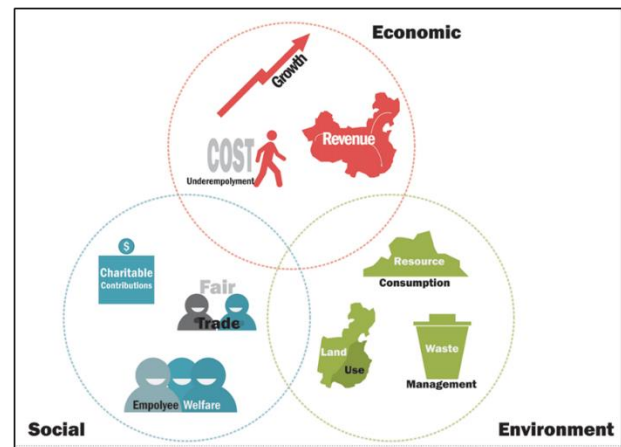 Economic
Growth
Revenue
COST
Underempolyment
$
Charitable
Contributions
Fair
Trade
Empolyee Welfare
Social
Resource
Consumption
Land
Use
Waste
Management
Environment